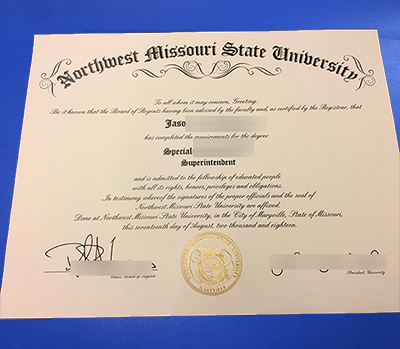 Northwest Missouri State University
To all whom it may concern, Greeting:
Be it known that the Board of Regents having been advised by the faculty and, as certified by the Registrar, that
Jaso
has completed the requirements for the degree
Special
Superintendent
and is admitted to the fellowship of educated people
with all its rights, honors, privileges and obligations.
In testimony whereof the signatures of the proper officials and the seal of
Northwest Missouri State University are affixed.
Done at Northwest Missouri State University, in the City of Maryville, State of Missouri,
this seventeenth day of August, two thousand and eighteen.
Chair, Board of Regents
President, University